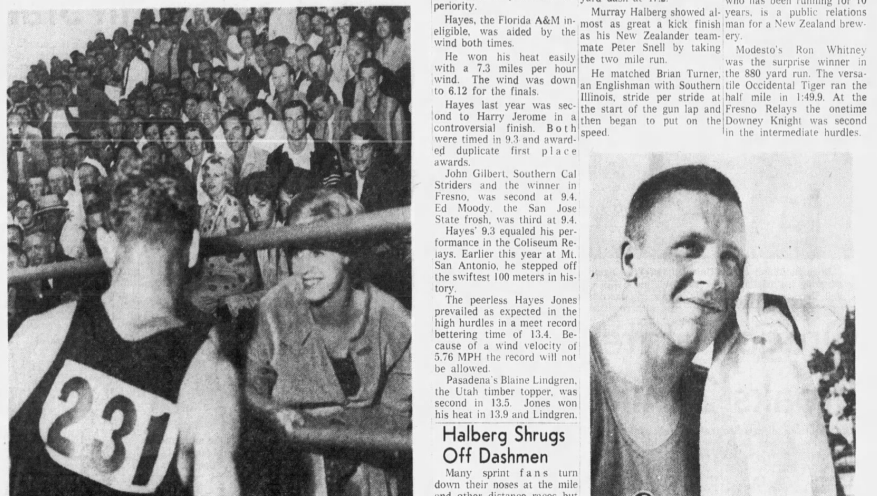 periority.
Hayes, the Florida A&M in-
eligible, was aided by the
wind both times.
He won his heat easily
with a 7.3 miles per hour
wind. The wind was down
to 6.12 for the finals.
Hayes last year was sec-
ond to Harry Jerome in a
controversial finish. Both
were timed in 9.3 and award-
ed duplicate first place
awards.
John Gilbert, Southern Cal
Striders and the winner in
Fresno, was second at 9.4.
Ed Moody, the San Jose
State frosh, was third at 9.4.
Hayes' 9.3 equaled his per-
formance in the Coliseum Re-
lays. Earlier this year at Mt.
San Antonio, he stepped off
the swiftest 100 meters in his-
tory.
The peerless Hayes Jones
prevailed as expected in the
high hurdles in a meet record
bettering time of 13.4. Be-
cause of a wind velocity of
5.76 MPH the record will not
be allowed.
Pasadena's Blaine Lindgren,
the Utah timber topper, was
second in 13.5. Jones won
his heat in 13.9 and Lindgren,
Halberg Shrugs
Off Dashmen
Many sprint fans turn
down their noses at the mile
and other distance races but
Murray Halberg showed al-
most as great a kick finish
as his New Zealander team-
mate Peter Snell by taking
the two mile run.
He matched Brian Turner,
an Englishman with Southern
Illinois, stride per stride at
the start of the gun lap and
then began to put on the
speed.
who has been running for 10
years, is a public relations
man for a New Zealand brew-
ery.
Modesto's Ron Whitney
was the surprise winner in
the 880 yard run. The versa-
tile Occidental Tiger ran the
half mile in 1:49.9. At the
Fresno Relays the onetime
Downey Knight was second
in the intermediate hurdles.
231